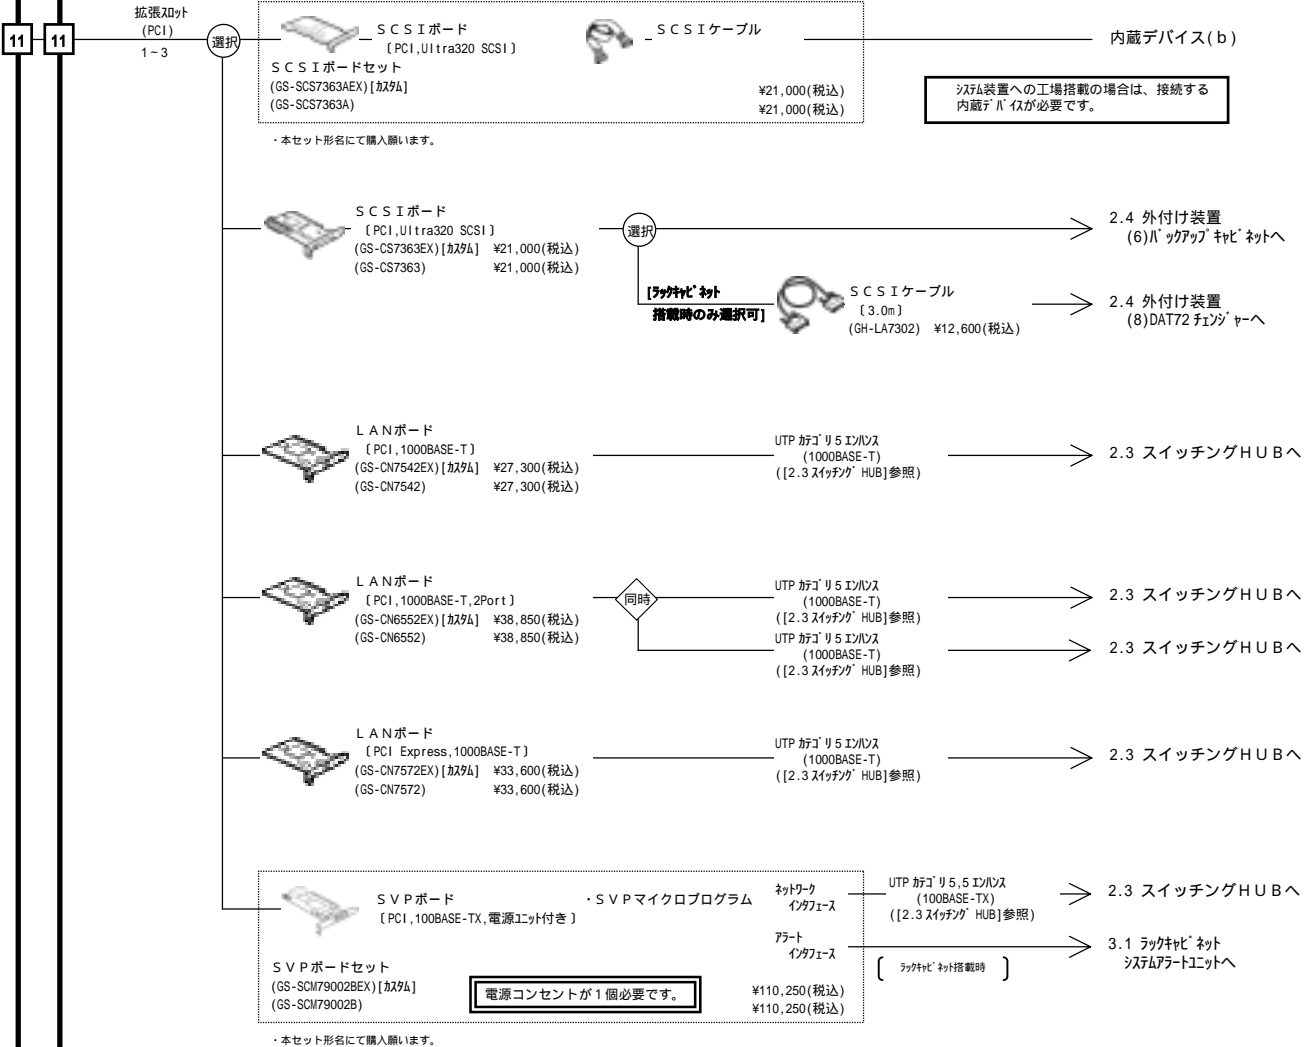 拡張ｽﾛｯﾄ
(PCI)
1~3
11
11
選択
ＳＣＳＩボード
〔PCI,Ultra320 SCSI〕
ＳＣＳＩケーブル
内蔵デバイス(ｂ)
ＳＣＳＩボードセット
(GS-SCS7363AEX)[ｶｽﾀﾑ]
¥21,000(税込)
(GS-SCS7363A)
¥21,000(税込)
ｼｽﾃﾑ装置への工場搭載の場合は、接続する
内蔵ﾃﾞﾊﾞｲｽが必要です。
・本セット形名にて購入願います。
ＳＣＳＩボード
〔PCI,Ultra320 SCSI〕
(GS-CS7363EX)[ｶｽﾀﾑ] ¥21,000(税込)
(GS-CS7363) ¥21,000(税込)
選択
2.4 外付け装置
(6)ﾊﾞｯｸｱｯﾌﾟｷｬﾋﾞﾈｯﾄへ
[ﾗｯｸｷｬﾋﾞﾈｯﾄ
搭載時のみ選択可]
ＳＣＳＩケーブル
〔3.0m〕
(GH-LA7302) ¥12,600(税込)
2.4 外付け装置
(8)DAT72 ﾁｪﾝｼﾞｬｰへ
ＬＡＮボード
〔PCI,1000BASE-T〕
(GS-CN7542EX)[ｶｽﾀﾑ] ¥27,300(税込)
(GS-CN7542) ¥27,300(税込)
UTP ｶﾃｺﾞﾘ5 ｴﾝﾊﾝｽ
(1000BASE-T)
([2.3 ｽｲｯﾁﾝｸﾞ HUB]参照)
2.3 スイッチングＨＵＢへ
ＬＡＮボード
〔PCI,1000BASE-T,2Port〕
(GS-CN6552EX)[ｶｽﾀﾑ] ¥38,850(税込)
(GS-CN6552) ¥38,850(税込)
同時
UTP ｶﾃｺﾞﾘ5 ｴﾝﾊﾝｽ
(1000BASE-T)
([2.3 ｽｲｯﾁﾝｸﾞ HUB]参照)
2.3 スイッチングＨＵＢへ
UTP ｶﾃｺﾞﾘ5 ｴﾝﾊﾝｽ
(1000BASE-T)
([2.3 ｽｲｯﾁﾝｸﾞ HUB]参照)
2.3 スイッチングＨＵＢへ
ＬＡＮボード
〔PCI Express,1000BASE-T〕
(GS-CN7572EX)[ｶｽﾀﾑ] ¥33,600(税込)
(GS-CN7572) ¥33,600(税込)
UTP ｶﾃｺﾞﾘ5 ｴﾝﾊﾝｽ
(1000BASE-T)
([2.3 ｽｲｯﾁﾝｸﾞ HUB]参照)
2.3 スイッチングＨＵＢへ
ＳＶＰボード
〔PCI,100BASE-TX,電源ﾕﾆｯﾄ付き〕
・ＳＶＰマイクロプログラム
ﾈｯﾄﾜｰｸ
ｲﾝﾀﾌｪｰｽ
UTP ｶﾃｺﾞﾘ5,5 ｴﾝﾊﾝｽ
(100BASE-TX)
([2.3 ｽｲｯﾁﾝｸﾞ HUB]参照)
2.3 スイッチングＨＵＢへ
ｱﾗｰﾄ
ｲﾝﾀﾌｪｰｽ
〔 ﾗｯｸｷｬﾋﾞﾈｯﾄ搭載時 〕
3.1 ﾗｯｸｷｬﾋﾞﾈｯﾄ
ｼｽﾃﾑｱﾗｰﾄﾕﾆｯﾄへ
ＳＶＰボードセット
(GS-SCM79002BEX)[ｶｽﾀﾑ]
¥110,250(税込)
(GS-SCM79002B)
¥110,250(税込)
電源コンセントが１個必要です。
・本セット形名にて購入願います。